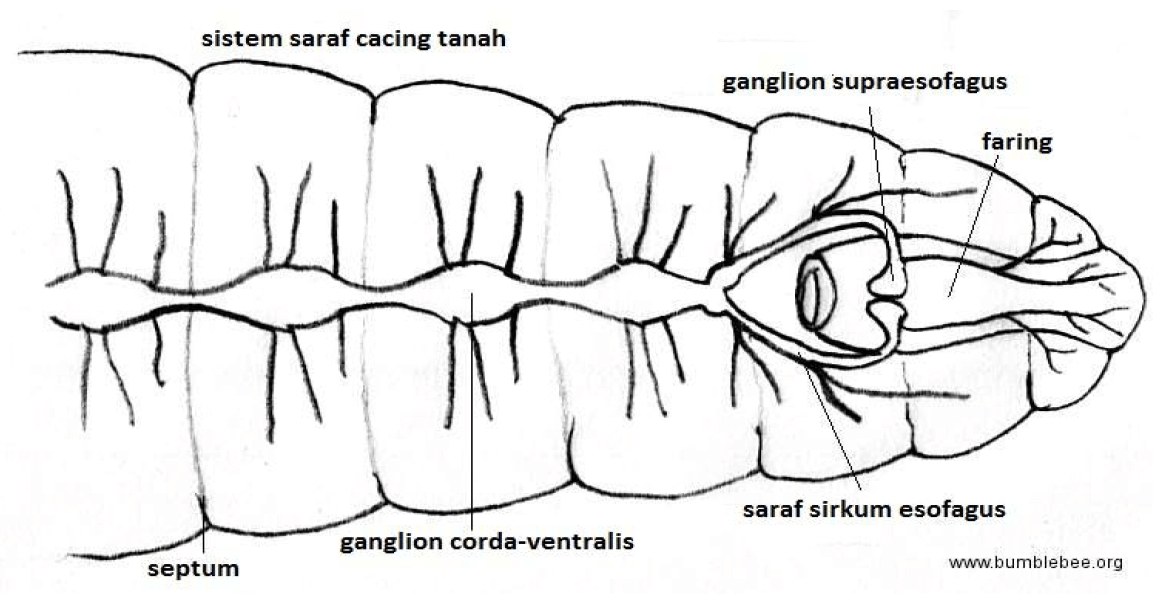 sistem saraf cacing tanah
ganglion supraesofagus
faring
saraf sirkum esofagus
ganglion corda-ventralis
septum
www.bumblebee.org